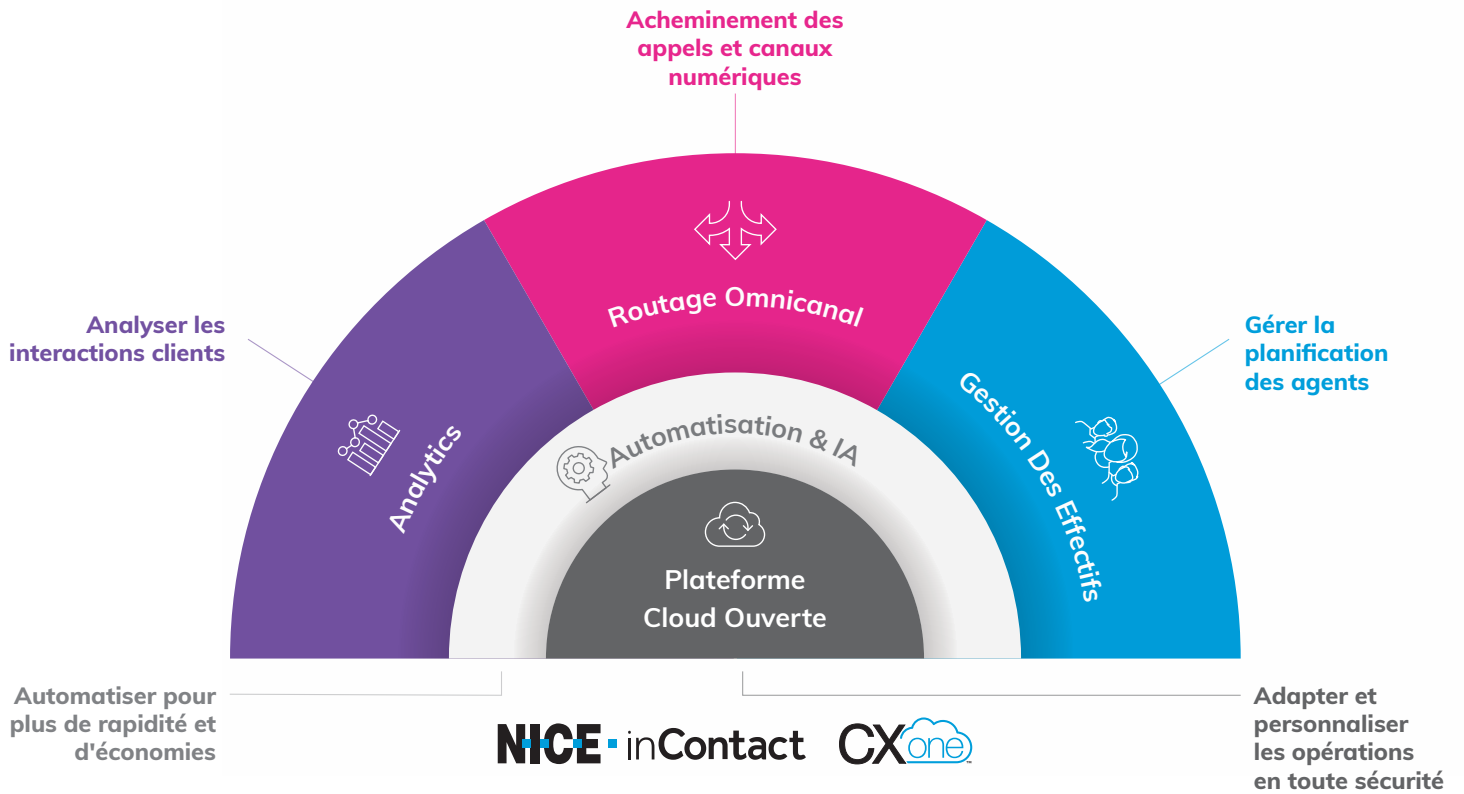 Acheminement des
appels et canaux
numériques
Routage Omnicanal
Analyser les
interactions clients
Analytics
Gérer la
planification
des agents
Gestion Des Effectifs
Automatisation & IA
Plateforme
Cloud Ouverte
Automatiser pour
plus de rapidité et
d'économies
NICE inContact CXone
Adapter et
personnaliser
les opérations
en toute sécurité